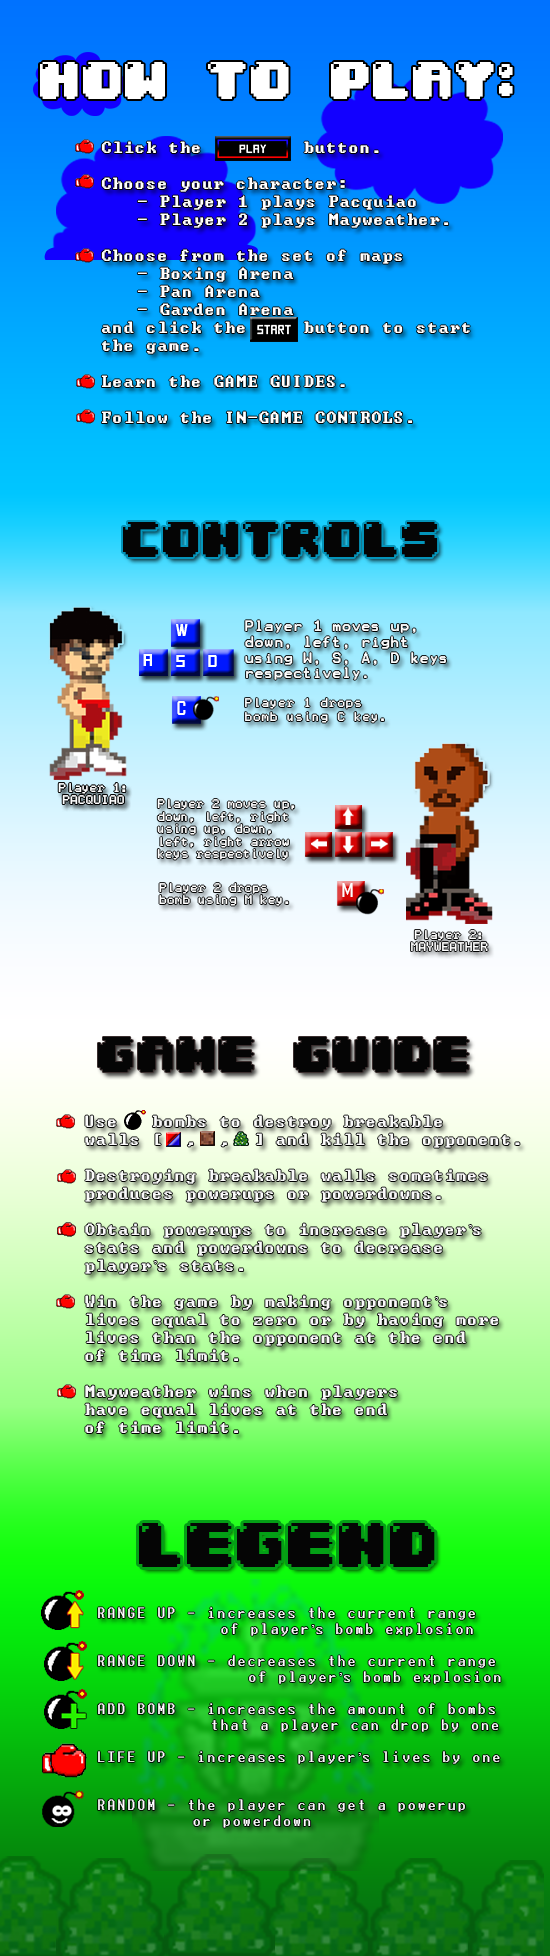 HOW TO PLAY:
Click the PLAY button.
Choose your character:
- Player 1 plays Pacquiao
- Player 2 plays Mayweather.
Choose from the set of maps
- Boxing Arena
- Pan Arena
- Garden Arena
and click the START button to start
the game.
Learn the GAME GUIDES.
Follow the IN-GAME CONTROLS.
CONTROLS
W
A S D
Player 1 moves up,
down, left, right
using W, S, A, D keys
respectively.
C
Player 1 drops
bomb using C key.
Player 1:
PACQUIAO
Player 2 moves up,
down, left, right
using up, down,
left, right arrow
keys respectively
Player 2 drops
bomb using M key.
M
Player 2:
MAYWEATHER
GAME GUIDE
Use bombs to destroy breakable
walls [ , , ] and kill the opponent.
Destroying breakable walls sometimes
produces powerups or powerdowns.
Obtain powerups to increase player's
stats and powerdowns to decrease
player's stats.
Win the game by making opponent's
lives equal to zero or by having more
lives than the opponent at the end
of time limit.
Mayweather wins when players
have equal lives at the end
of time limit.
LEGEND
RANGE UP - increases the current range
of player's bomb explosion
RANGE DOWN - decreases the current range
of player's bomb explosion
ADD BOMB - increases the amount of bombs
that a player can drop by one
LIFE UP - increases player's lives by one
RANDOM - the player can get a powerup
or powerdown